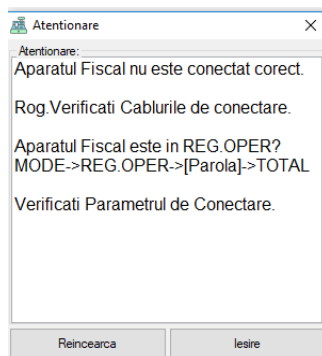 Atentionare
Atentionare:
Aparatul Fiscal nu este conectat corect.
Rog.Verificati Cablurile de conectare.
Aparatul Fiscal este in REG.OPER?
MODE->REG.OPER->[Parola]->TOTAL
Verificati Parametrul de Conectare.
Reincearca
Iesire